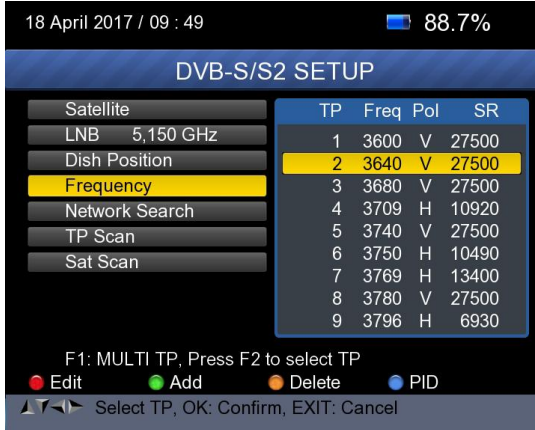 18 April 2017 / 09 : 49 88.7%
DVB-S/S2 SETUP
Satellite
LNB 5,150 GHz
Dish Position
Frequency
Network Search
TP Scan
Sat Scan
TP Freq Pol SR
1 3600 V 27500
2 3640 V 27500
3 3680 V 27500
4 3709 H 10920
5 3740 V 27500
6 3750 H 10490
7 3769 H 13400
8 3780 V 27500
9 3796 H 6930
F1: MULTI TP, Press F2 to select TP
Edit Add Delete PID
Select TP, OK: Confirm, EXIT: Cancel